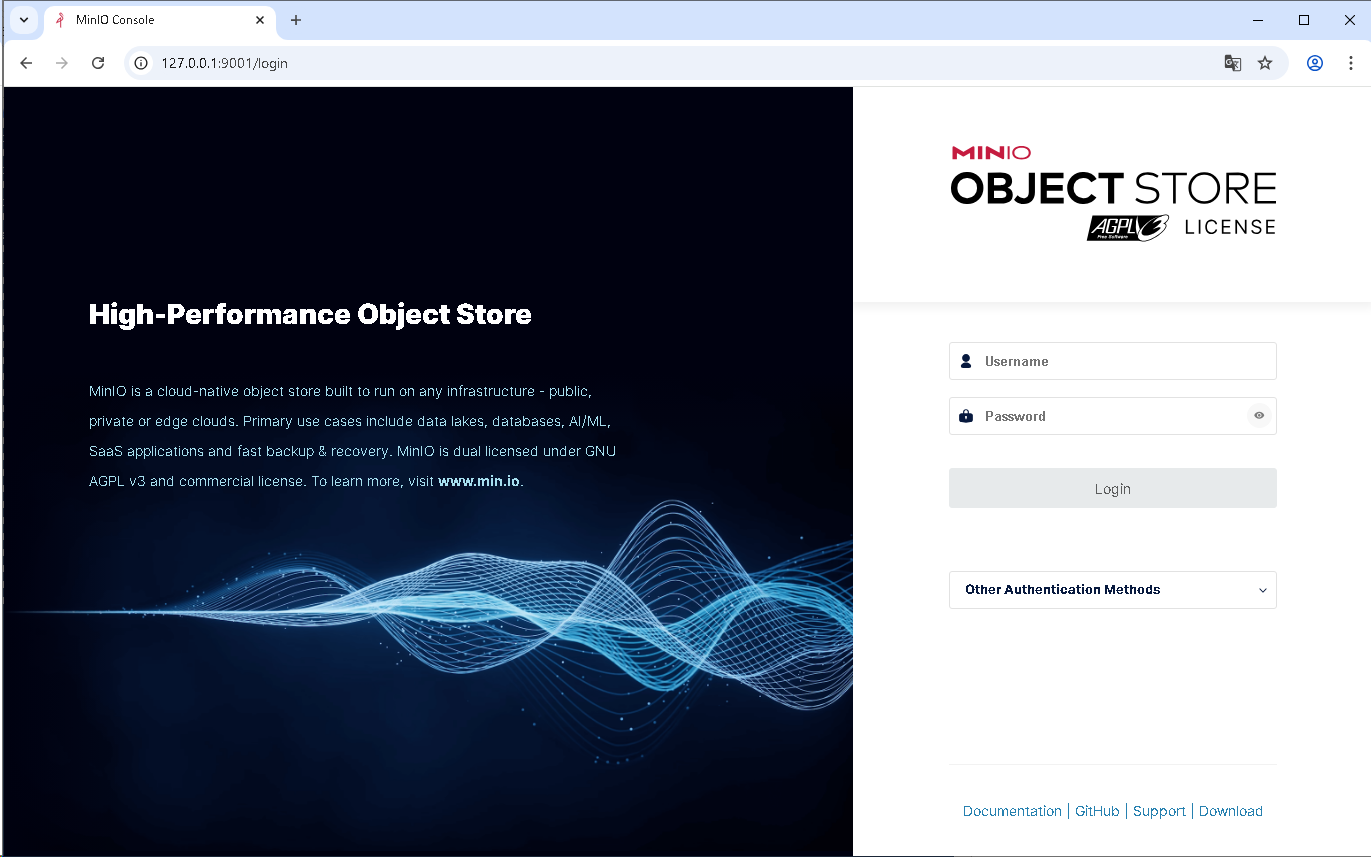 MinIO Console
127.0.0.1:9001/login
MINIO
OBJECT STORE
AGPLv3 LICENSE
Free Software
High-Performance Object Store
MinIO is a cloud-native object store built to run on any infrastructure - public,
private or edge clouds. Primary use cases include data lakes, databases, AI/ML,
SaaS applications and fast backup & recovery. MinIO is dual licensed under GNU
AGPL v3 and commercial license. To learn more, visit www.min.io.
Username
Password
Login
Other Authentication Methods
Documentation | GitHub | Support | Download